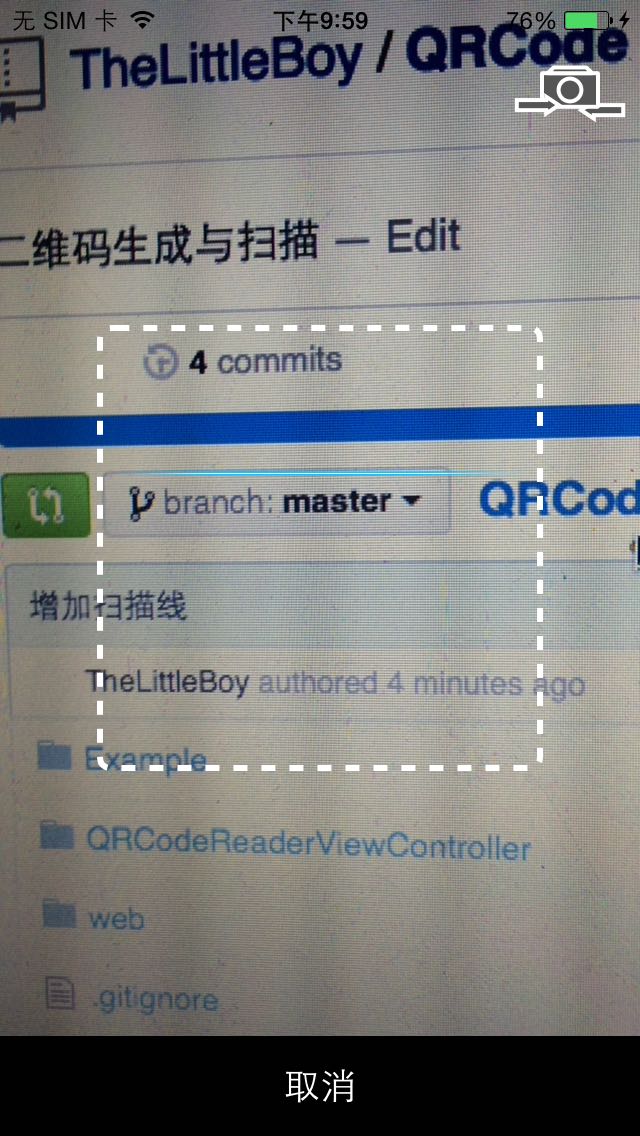 无 SIM 卡 下午9:59 76%
TheLittleBoy / QRCode
二维码生成与扫描 — Edit
4 commits
branch: master QRCod
增加扫描线
TheLittleBoy authored 4 minutes ago
Example
QRCodeReaderViewController
web
.gitignore
取消